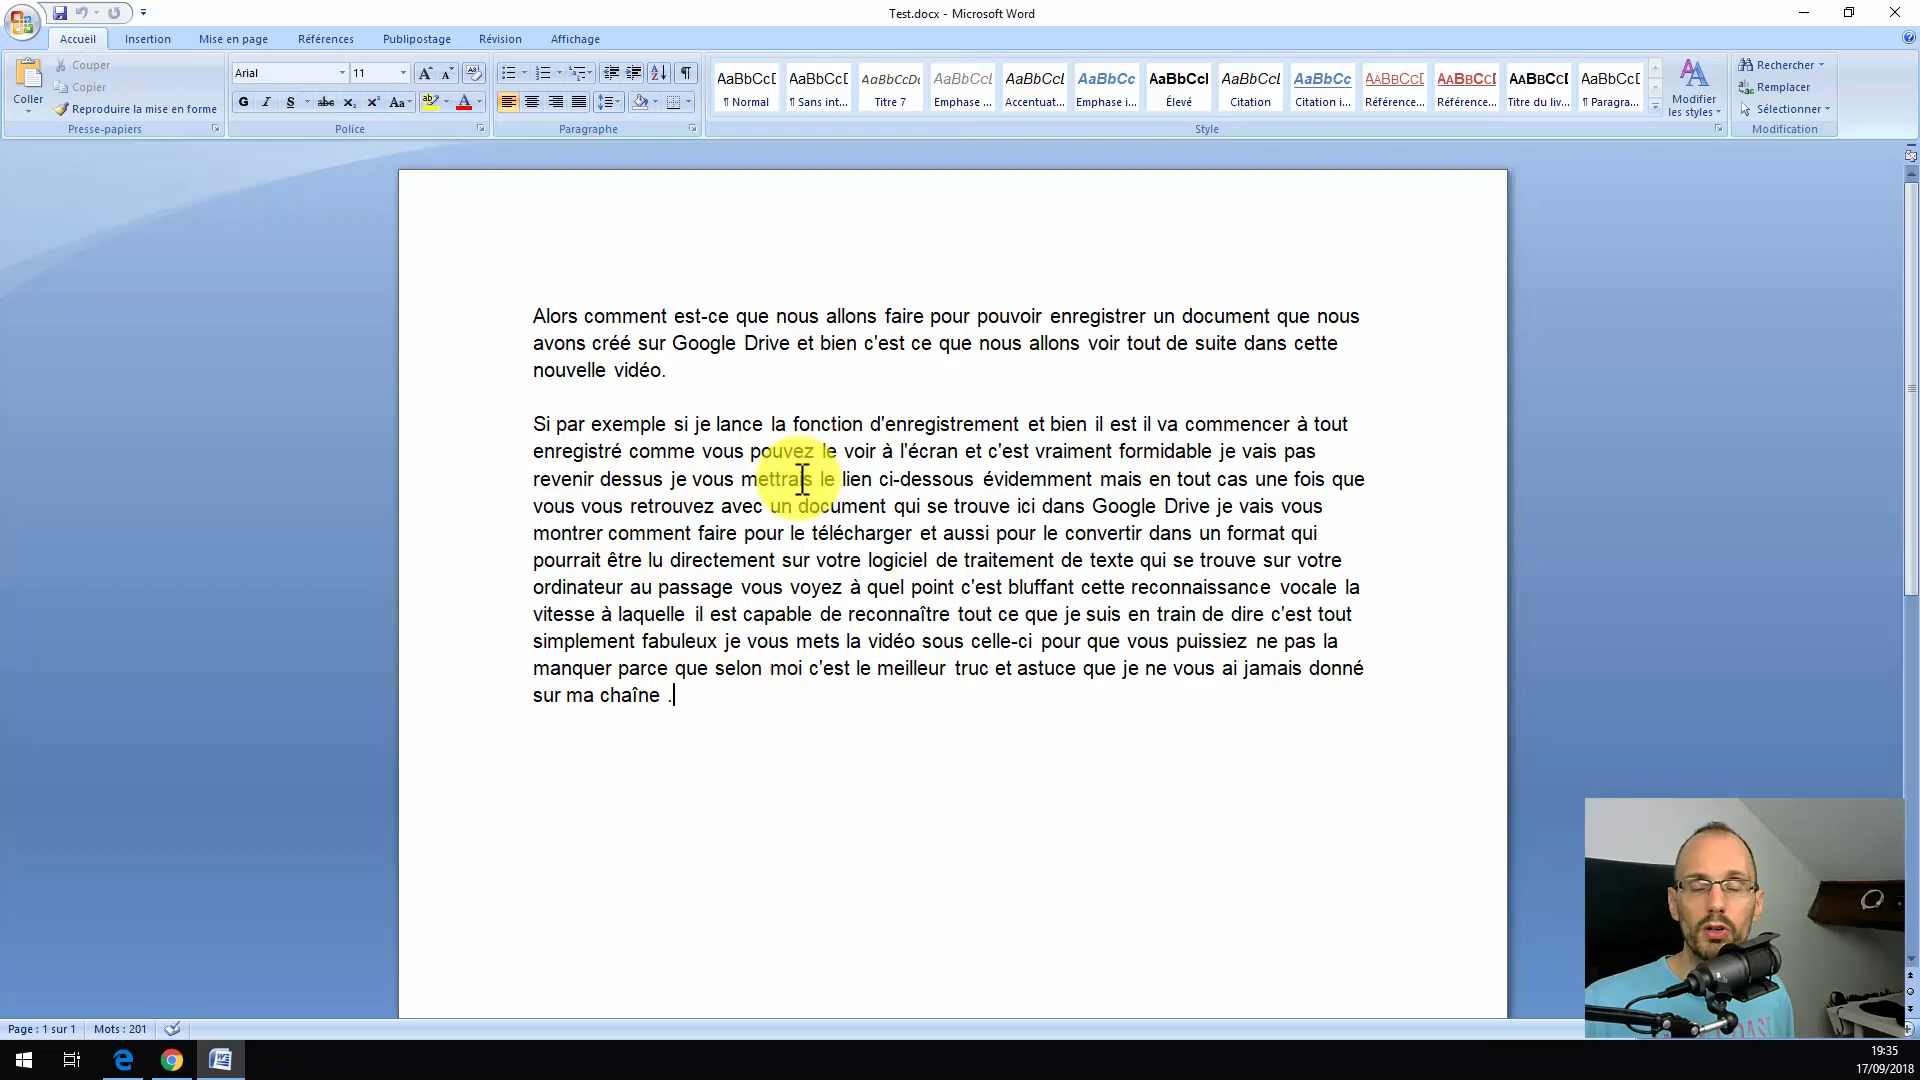 Test.docx - Microsoft Word
Accueil Insertion Mise en page Références Publipostage Révision Affichage
Coller
Couper
Copier
Reproduire la mise en forme
Presse-papiers
Arial 11
G I S abc x₂ x² Aa
Police
Paragraphe
AaBbCcD AaBbCcD AaBbCcDc AaBbCcL AaBbCcL AaBbCc AaBbCcI AaBbCcL AaBbCc AaBbCcD AaBbCcD AaBbCcI AaBbCcL
¶ Normal ¶ Sans int... Titre 7 Emphase ... Accentuat... Emphase i... Élevé Citation Citation i... Référence... Référence... Titre du liv... ¶ Paragra...
Style
Modifier
les styles
Rechercher
Remplacer
Sélectionner
Modification
Alors comment est-ce que nous allons faire pour pouvoir enregistrer un document que nous
avons créé sur Google Drive et bien c'est ce que nous allons voir tout de suite dans cette
nouvelle vidéo.
Si par exemple si je lance la fonction d'enregistrement et bien il est il va commencer à tout
enregistré comme vous pouvez le voir à l'écran et c'est vraiment formidable je vais pas
revenir dessus je vous mettrais le lien ci-dessous évidemment mais en tout cas une fois que
vous vous retrouvez avec un document qui se trouve ici dans Google Drive je vais vous
montrer comment faire pour le télécharger et aussi pour le convertir dans un format qui
pourrait être lu directement sur votre logiciel de traitement de texte qui se trouve sur votre
ordinateur au passage vous voyez à quel point c'est bluffant cette reconnaissance vocale la
vitesse à laquelle il est capable de reconnaître tout ce que je suis en train de dire c'est tout
simplement fabuleux je vous mets la vidéo sous celle-ci pour que vous puissiez ne pas la
manquer parce que selon moi c'est le meilleur truc et astuce que je ne vous ai jamais donné
sur ma chaîne .
Page : 1 sur 1 Mots : 201
19:35
17/09/2018